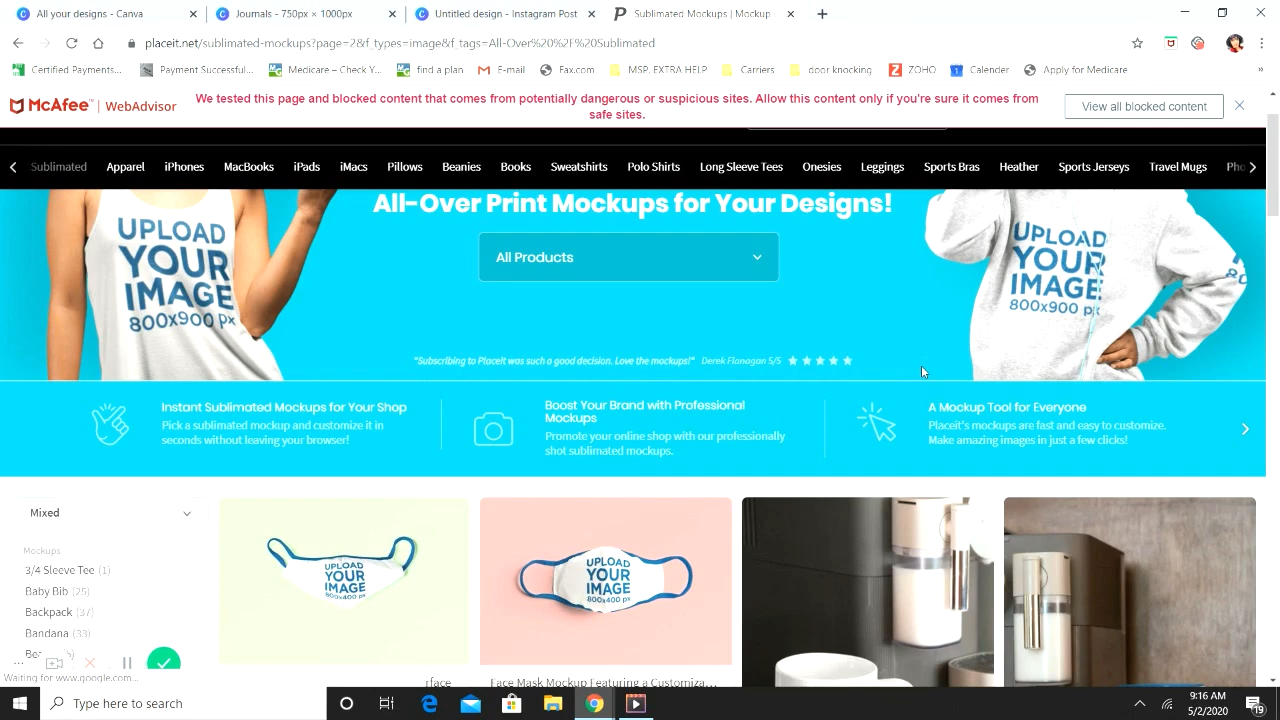 All your designs - Canva
Journals - 750px × 1000px
Untitled design - Instagram Post
Sublimated Mockups | Mockup
placeit.net/sublimated-mockups?page=2&f_types=image&f_tags=All-Over%20%2F%20Sublimated
Certified Payments...
Payment Successful...
Medicare – Check Y...
find a plan
E-mail
Fax.com
MSP, EXTRA HELP
Carriers
door knocking
ZOHO
Calender
Apply for Medicare
McAfee™ | WebAdvisor
We tested this page and blocked content that comes from potentially dangerous or suspicious sites. Allow this content only if you're sure it comes from
safe sites.
View all blocked content
Sublimated
Apparel
iPhones
MacBooks
iPads
iMacs
Pillows
Beanies
Books
Sweatshirts
Polo Shirts
Long Sleeve Tees
Onesies
Leggings
Sports Bras
Heather
Sports Jerseys
Travel Mugs
Pho
All-Over Print Mockups for Your Designs!
UPLOAD
YOUR
IMAGE
800x900 px
All Products
UPLOAD
YOUR
IMAGE
800x900 px
"Subscribing to Placeit was such a good decision. Love the mockups!" Derek Flanagan 5/5
Instant Sublimated Mockups for Your Shop
Pick a sublimated mockup and customize it in
seconds without leaving your browser!
Boost Your Brand with Professional
Mockups
Promote your online shop with our professionally
shot sublimated mockups.
A Mockup Tool for Everyone
Placeit's mockups are fast and easy to customize.
Make amazing images in just a few clicks!
Mixed
Mockups
3/4 Sleeve Tee (1)
Baby Bib (25)
Backpack (37)
Bandana (33)
UPLOAD
YOUR
IMAGE
800x400 px
UPLOAD
YOUR
IMAGE
800x400 px
rface
Face Mask Mockup Featuring a Customiza...
Waiting for www.google.com...
Type here to search
9:16 AM
5/2/2020
19